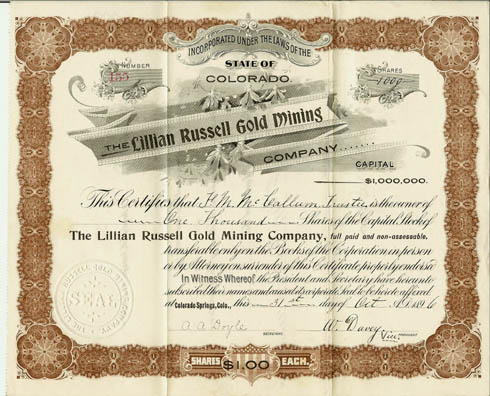 INCORPORATED UNDER THE LAWS OF THE
STATE OF
COLORADO.
NUMBER
155
SHARES
1000
THE Lillian Russell Gold Mining
COMPANY
CAPITAL
$1,000,000.
This Certifies that F. M. McCallum Trustee is the owner of
One Thousand Shares of the Capital Stock of
The Lillian Russell Gold Mining Company, full paid and non-assessable,
transferable only on the Books of the Corporation in person
or by Attorney on surrender of this Certificate properly endorsed
In Witness Whereof, the President and Secretary have hereunto
subscribed their names and caused its corporate seal to be hereto affixed
at Colorado Springs, Colo., this 31st day of Oct A.D. 1896
A A Doyle
SECRETARY
W. Davey
Vice PRESIDENT
SEAL
SHARES $1.00 EACH.